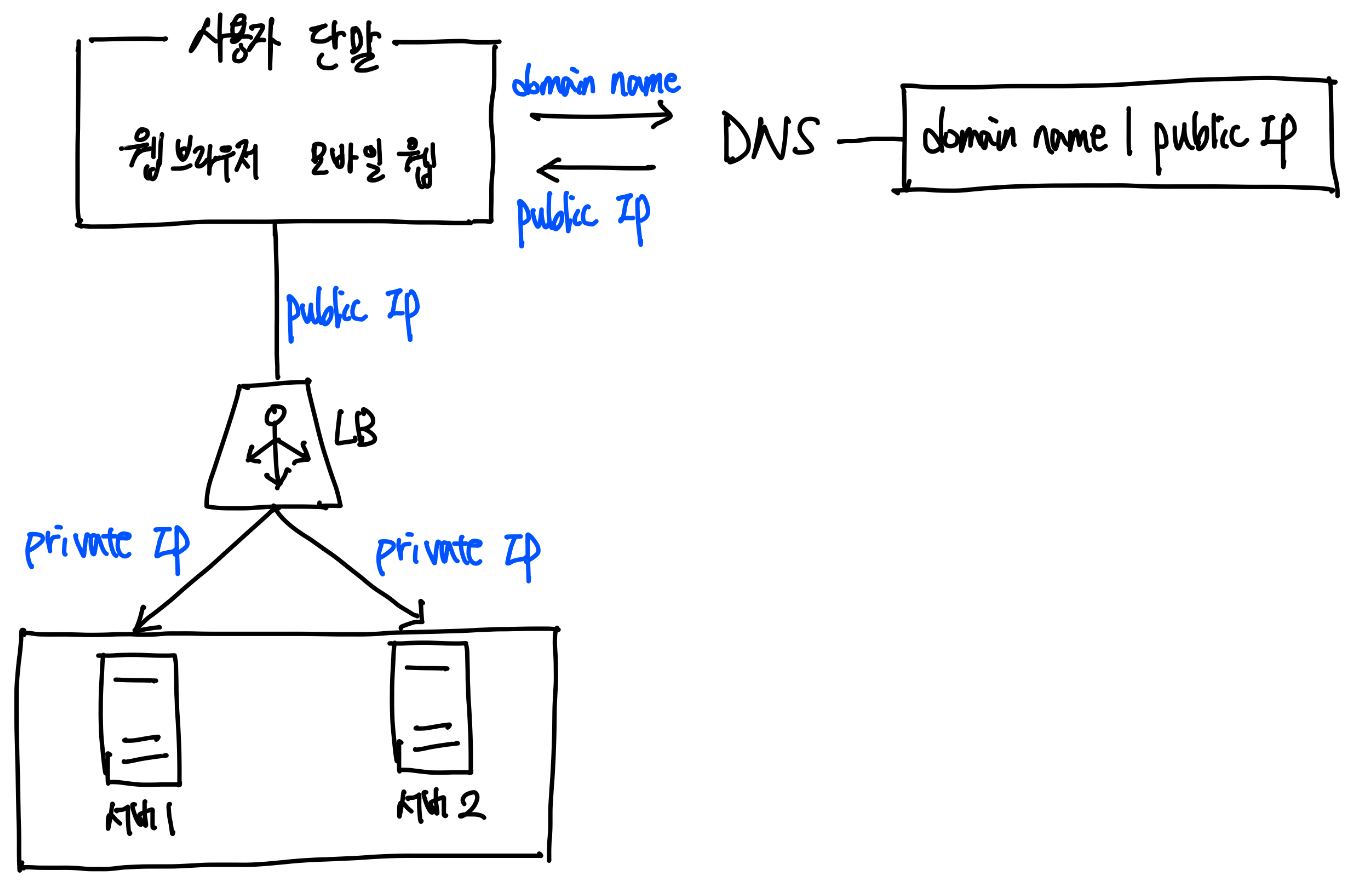 사용자 단말
웹브라우저 모바일 웹
domain name
public IP
DNS
domain name | public IP
public IP
LB
private IP
private IP
서버1
서버2